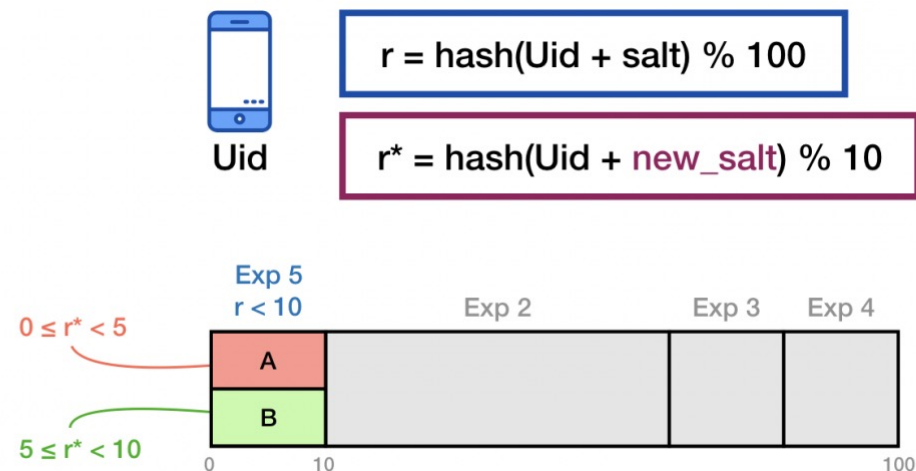 r = hash(Uid + salt) % 100
Uid
r* = hash(Uid + new_salt) % 10
Exp 5
r < 10
Exp 2
Exp 3
Exp 4
0 ≤ r* < 5
A
B
5 ≤ r* < 10
0
10
100